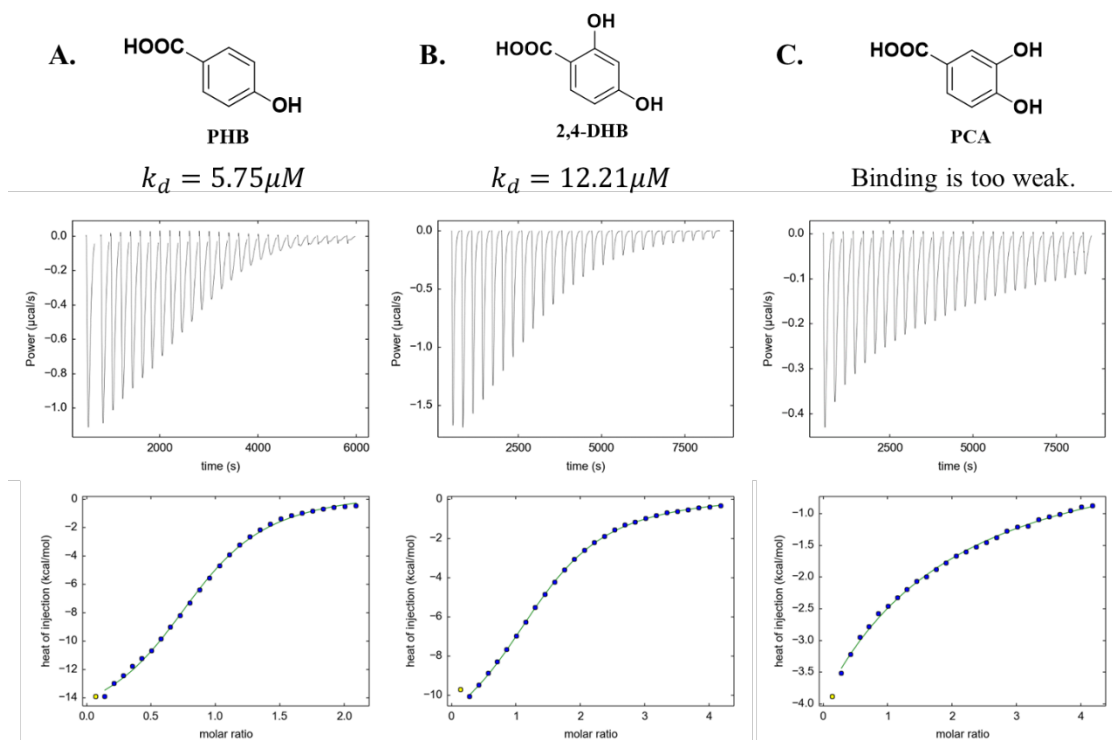 A.
HOOC
OH
PHB
k_d = 5.75μM
B.
OH
HOOC
OH
2,4-DHB
k_d = 12.21μM
C.
HOOC
OH
OH
PCA
Binding is too weak.
0.0
−0.2
−0.4
−0.6
−0.8
−1.0
Power (μcal/s)
2000 4000 6000
time (s)
0.0
−0.5
−1.0
−1.5
Power (μcal/s)
2500 5000 7500
time (s)
0.0
−0.1
−0.2
−0.3
−0.4
Power (μcal/s)
2500 5000 7500
time (s)
0
−2
−4
−6
−8
−10
−12
−14
heat of injection (kcal/mol)
0.0 0.5 1.0 1.5 2.0
molar ratio
0
−2
−4
−6
−8
−10
heat of injection (kcal/mol)
0 1 2 3 4
molar ratio
−1.0
−1.5
−2.0
−2.5
−3.0
−3.5
−4.0
heat of injection (kcal/mol)
0 1 2 3 4
molar ratio